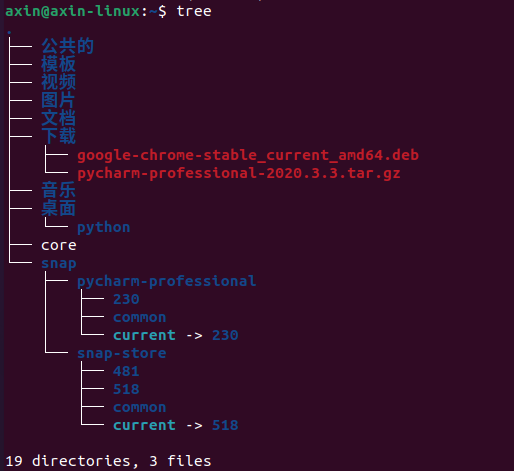 axin@axin-linux:~$ tree
.
├── 公共的
├── 模板
├── 视频
├── 图片
├── 文档
├── 下载
│   ├── google-chrome-stable_current_amd64.deb
│   └── pycharm-professional-2020.3.3.tar.gz
├── 音乐
├── 桌面
│   └── python
├── core
└── snap
    ├── pycharm-professional
    │   ├── 230
    │   ├── common
    │   └── current -> 230
    └── snap-store
        ├── 481
        ├── 518
        ├── common
        └── current -> 518
19 directories, 3 files